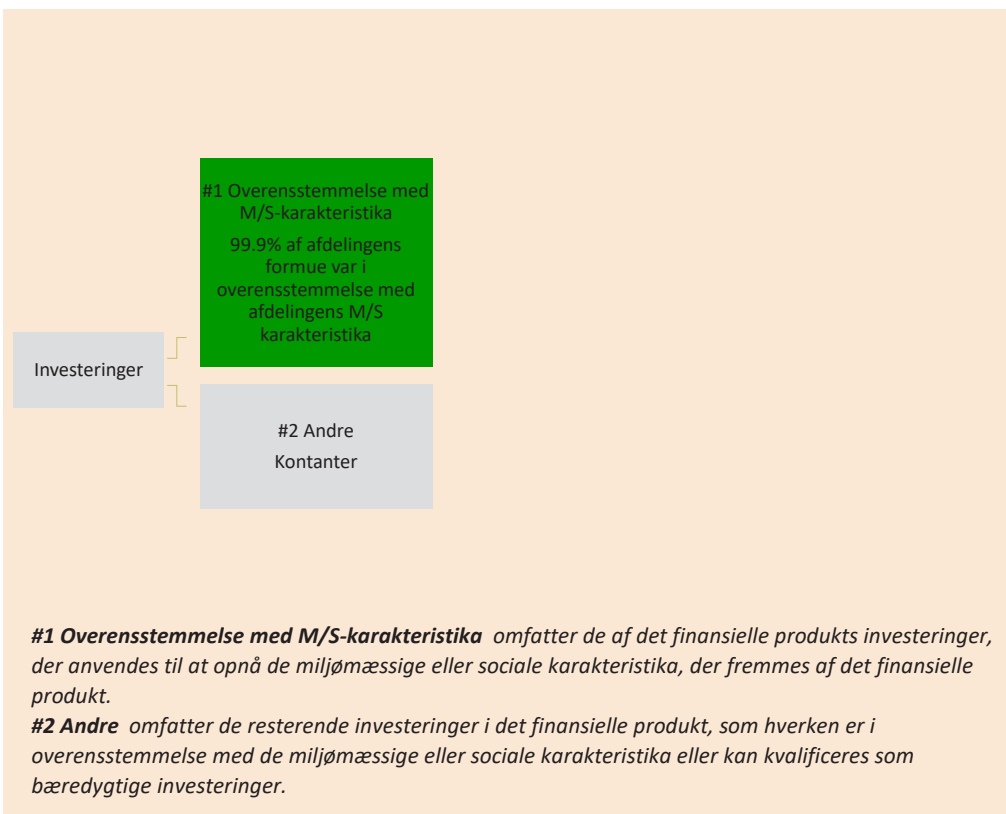 #1 Overensstemmelse med
M/S-karakteristika
99.9% af afdelingens
formue var i
overensstemmelse med
afdelingens M/S
karakteristika
Investeringer
#2 Andre
Kontanter
#1 Overensstemmelse med M/S-karakteristika omfatter de af det finansielle produkts investeringer,
der anvendes til at opnå de miljømæssige eller sociale karakteristika, der fremmes af det finansielle
produkt.
#2 Andre omfatter de resterende investeringer i det finansielle produkt, som hverken er i
overensstemmelse med de miljømæssige eller sociale karakteristika eller kan kvalificeres som
bæredygtige investeringer.